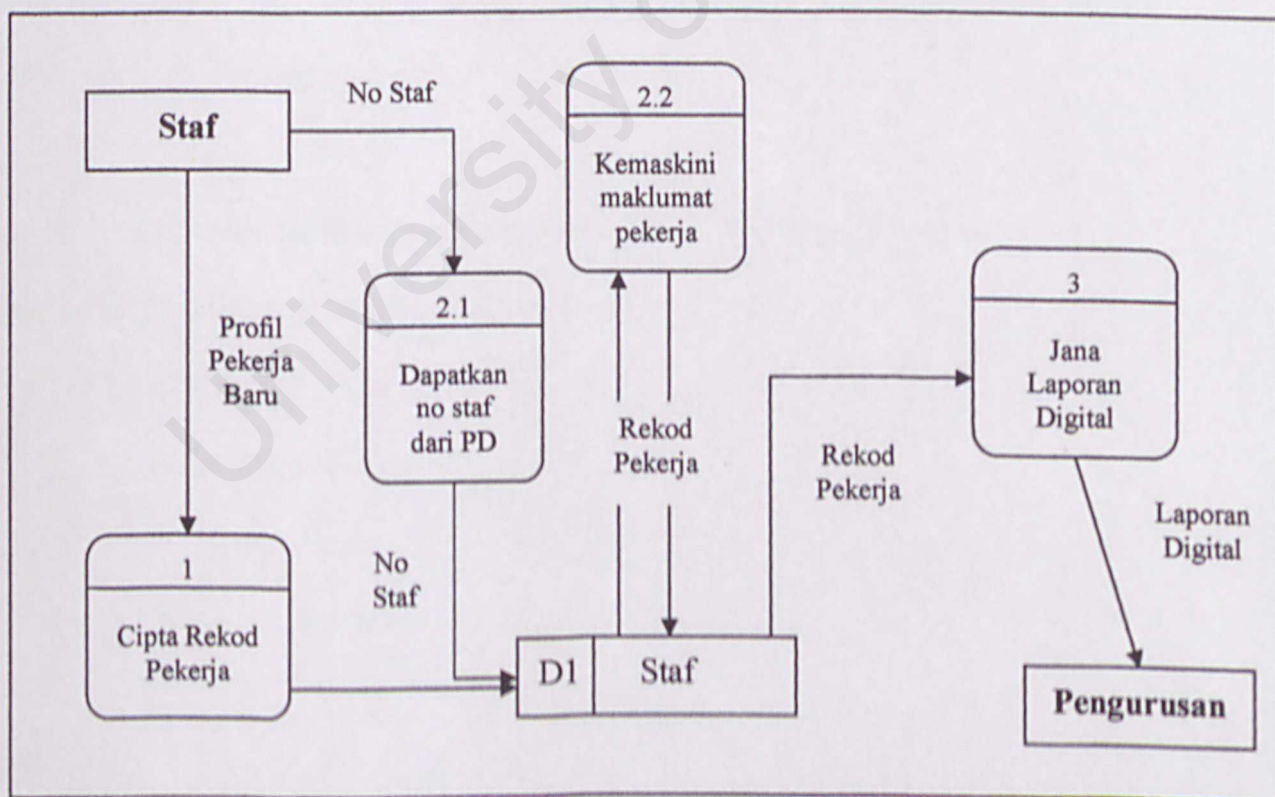 Staf
No Staf
2.2
Kemaskini
maklumat
pekerja
2.1
Dapatkan
no staf
dari PD
Profil
Pekerja
Baru
3
Jana
Laporan
Digital
Rekod
Pekerja
Rekod
Pekerja
Laporan
Digital
No
Staf
1
Cipta Rekod
Pekerja
D1 Staf
Pengurusan
University